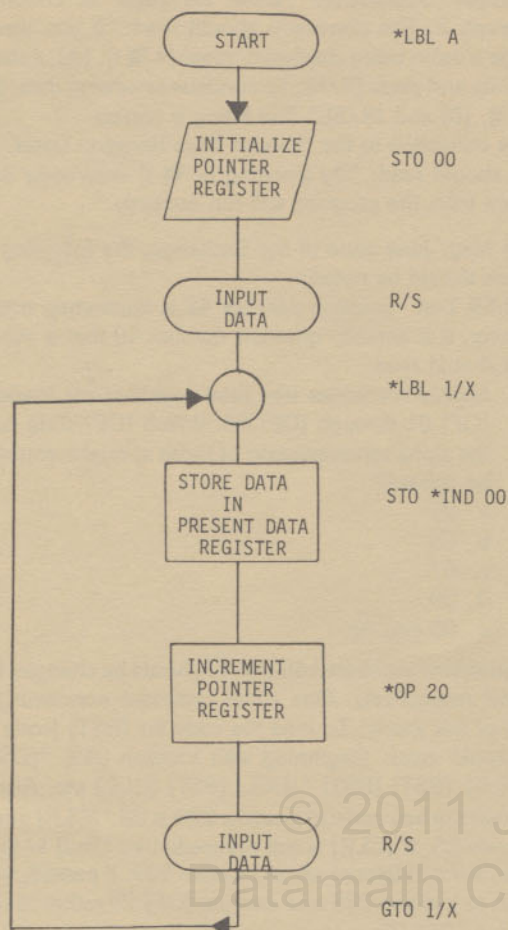 START *LBL A
INITIALIZE
POINTER STO 00
REGISTER
INPUT R/S
DATA
*LBL 1/X
STORE DATA
IN STO *IND 00
PRESENT DATA
REGISTER
INCREMENT
POINTER *OP 20
REGISTER
© 2011 J
INPUT R/S
DATA
Datamath C
GTO 1/X